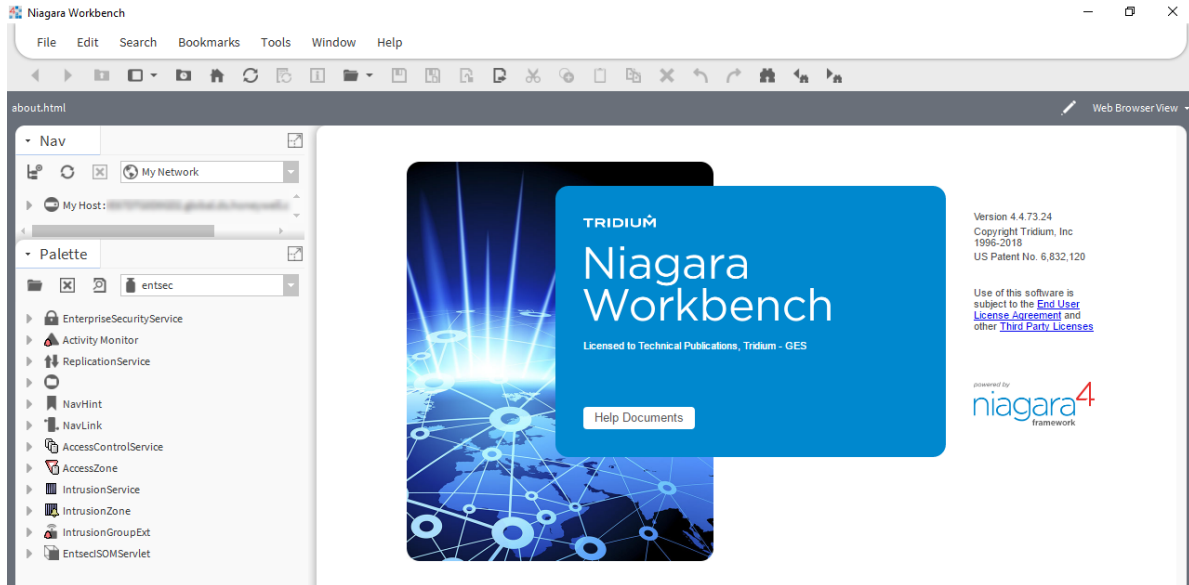 Niagara Workbench
File Edit Search Bookmarks Tools Window Help
about.html
Web Browser View
Nav
My Network
My Host :
Palette
entsec
EnterpriseSecurityService
Activity Monitor
ReplicationService
NavHint
NavLink
AccessControlService
AccessZone
IntrusionService
IntrusionZone
IntrusionGroupExt
EntsecISOMServlet
TRIDIUM
Niagara
Workbench
Licensed to Technical Publications, Tridium - GES
Help Documents
Version 4.4.73.24
Copyright Tridium, Inc
1996-2018
US Patent No. 6,832,120
Use of this software is
subject to the End User
License Agreement and
other Third Party Licenses
powered by
niagara4
framework